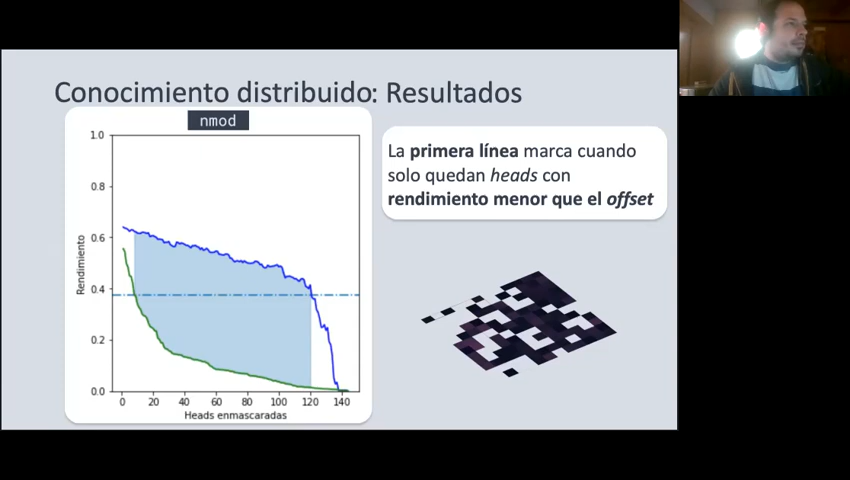 Conocimiento distribuido: Resultados
nmod
1.0
0.8
0.6
0.4
0.2
0.0
Rendimiento
0
20
40
60
80
100
120
140
Heads enmascaradas
La primera línea marca cuando
solo quedan heads con
rendimiento menor que el offset